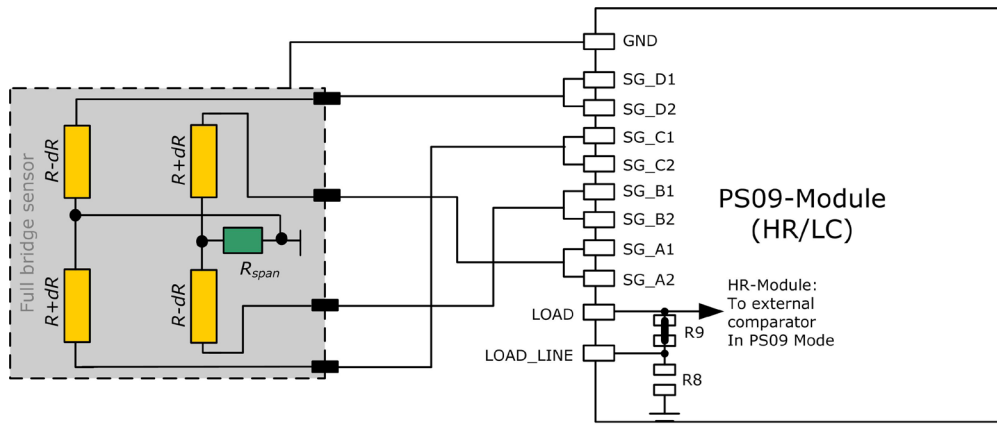 GND
SG_D1
SG_D2
SG_C1
SG_C2
SG_B1
SG_B2
SG_A1
SG_A2
LOAD
LOAD_LINE
PS09-Module
(HR/LC)
HR-Module:
To external
comparator
In PS09 Mode
R9
R8
Full bridge sensor
R-dR
R+dR
R+dR
R-dR
Rspan